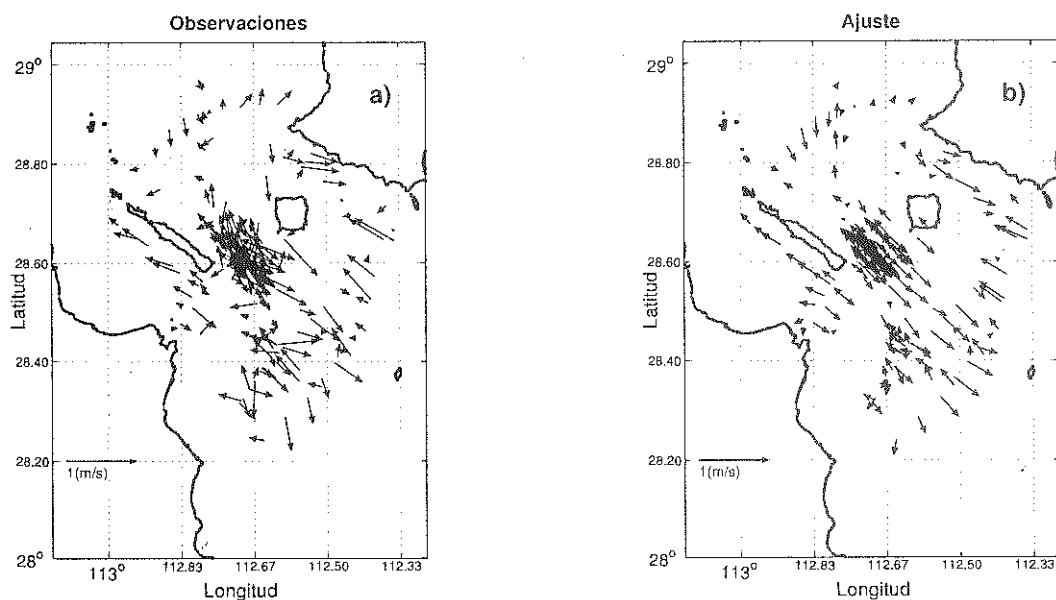 Observaciones
Ajuste
29°
a)
28.80
28.60
Latitud
28.40
28.20
1(m/s)
28°
113°
112.83
112.67
112.50
112.33
Longitud
29°
b)
28.80
28.60
Latitud
28.40
28.20
1(m/s)
28°
113°
112.83
112.67
112.50
112.33
Longitud